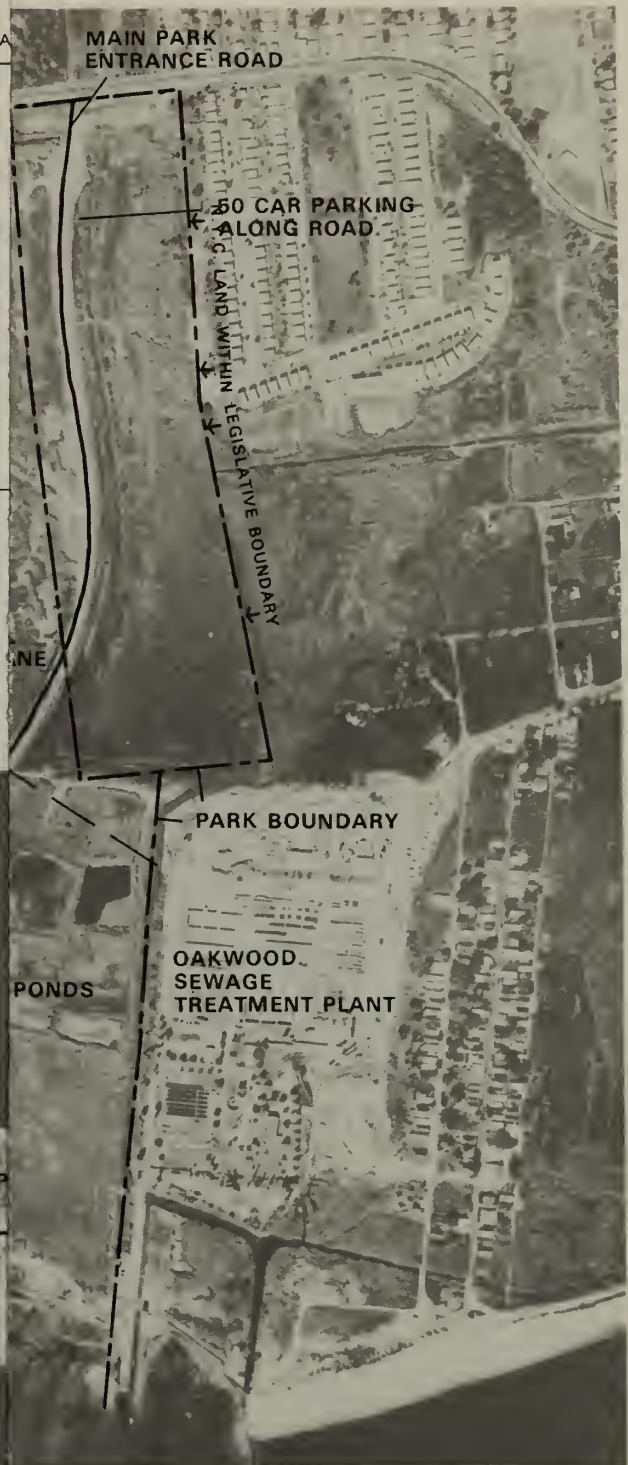 MAIN PARK
ENTRANCE ROAD
50 CAR PARKING
ALONG ROAD
LAND WITHIN LEGISLATIVE BOUNDARY
NE
PARK BOUNDARY
OAKWOOD
SEWAGE
TREATMENT PLANT
PONDS